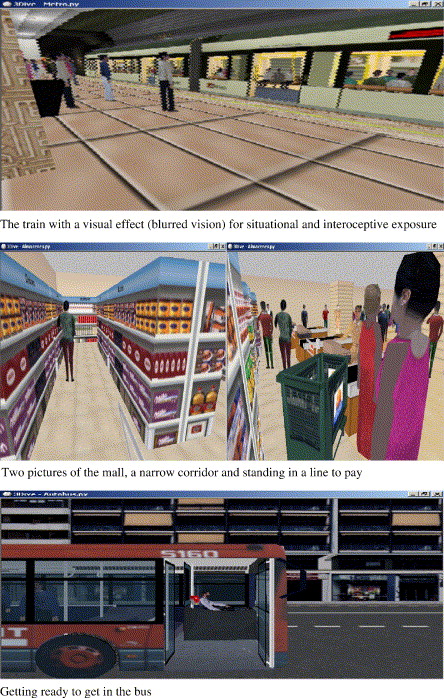 3Dive - Metro.py
The train with a visual effect (blurred vision) for situational and interoceptive exposure
Two pictures of the mall, a narrow corridor and standing in a line to pay
3Dive - Autobus.py
S160
Getting ready to get in the bus